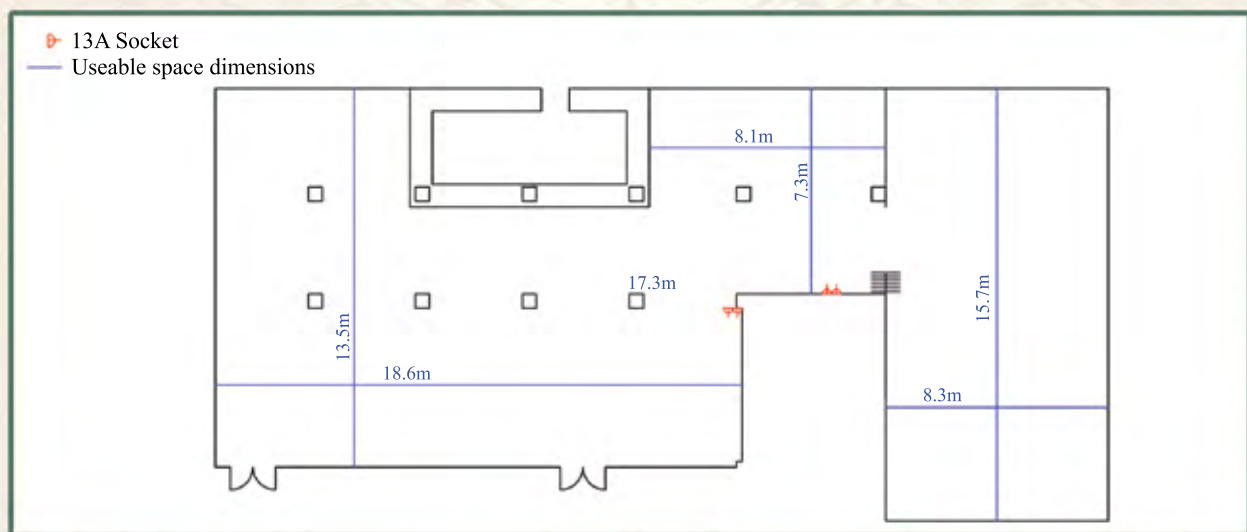 13A Socket
Useable space dimensions
8.1m
7.3m
17.3m
15.7m
13.5m
18.6m
8.3m